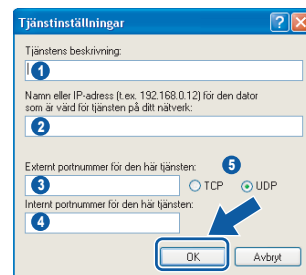 Tjänstinställningar
Tjänstens beskrivning:
1
Namn eller IP-adress (t.ex. 192.168.0.12) för den dator
som är värd för tjänsten på ditt nätverk:
2
Externt portnummer för den här tjänsten:
5
3
TCP
UDP
Internt portnummer för den här tjänsten:
4
OK
Avbryt